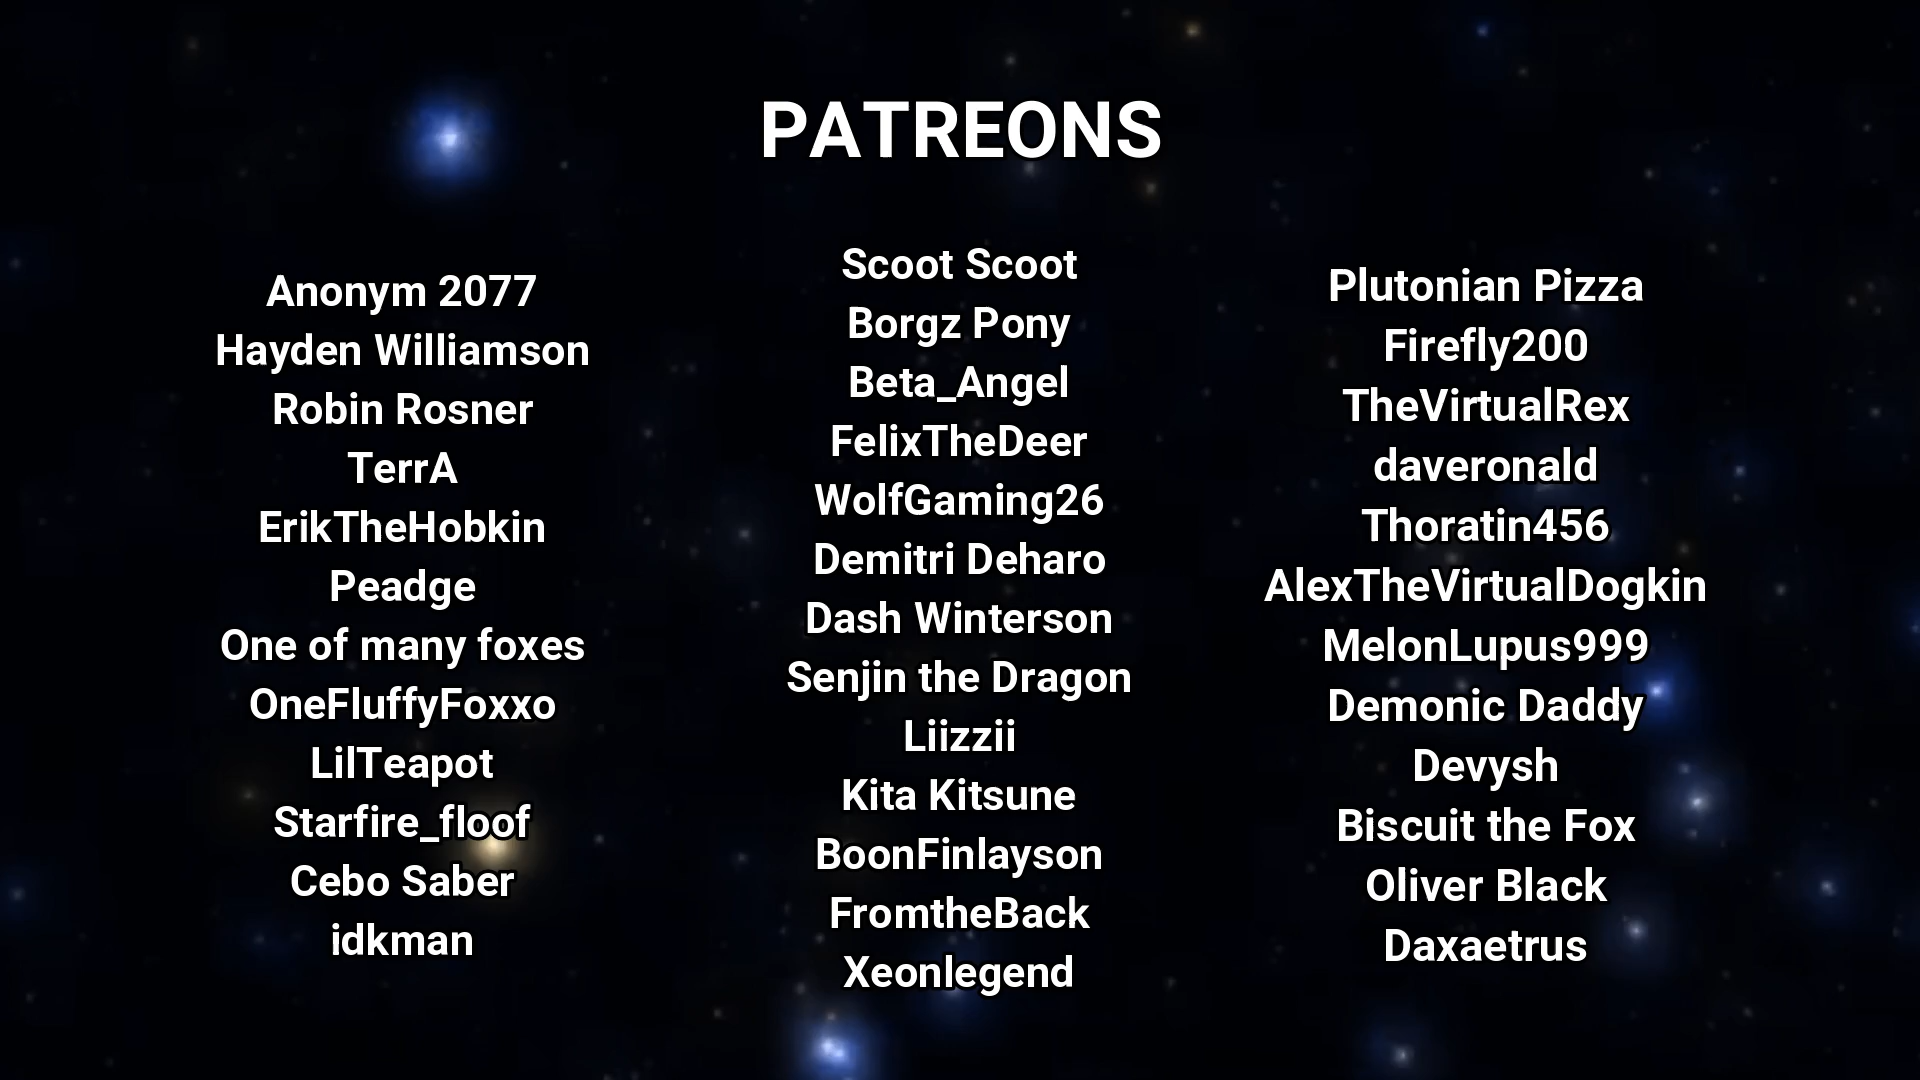 PATREONS
Anonym 2077
Hayden Williamson
Robin Rosner
TerrA
ErikTheHobkin
Peadge
One of many foxes
OneFluffyFoxxo
LilTeapot
Starfire_floof
Cebo Saber
idkman
Scoot Scoot
Borgz Pony
Beta_Angel
FelixTheDeer
WolfGaming26
Demitri Deharo
Dash Winterson
Senjin the Dragon
Liizzii
Kita Kitsune
BoonFinlayson
FromtheBack
Xeonlegend
Plutonian Pizza
Firefly200
TheVirtualRex
daveronald
Thoratin456
AlexTheVirtualDogkin
MelonLupus999
Demonic Daddy
Devysh
Biscuit the Fox
Oliver Black
Daxaetrus